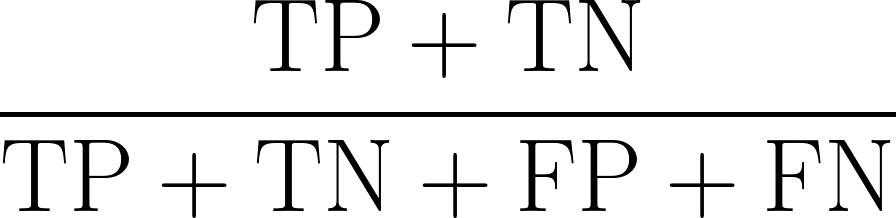 TP + TN
TP + TN + FP + FN